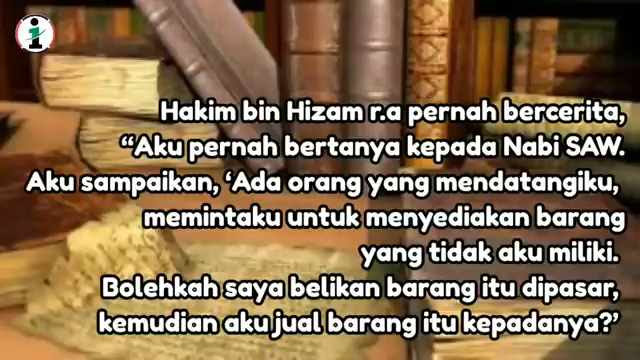 Hakim bin Hizam r.a pernah bercerita,
“Aku pernah bertanya kepada Nabi SAW.
Aku sampaikan, ‘Ada orang yang mendatangiku,
memintaku untuk menyediakan barang
yang tidak aku miliki.
Bolehkah saya belikan barang itu dipasar,
kemudian aku jual barang itu kepadanya?’